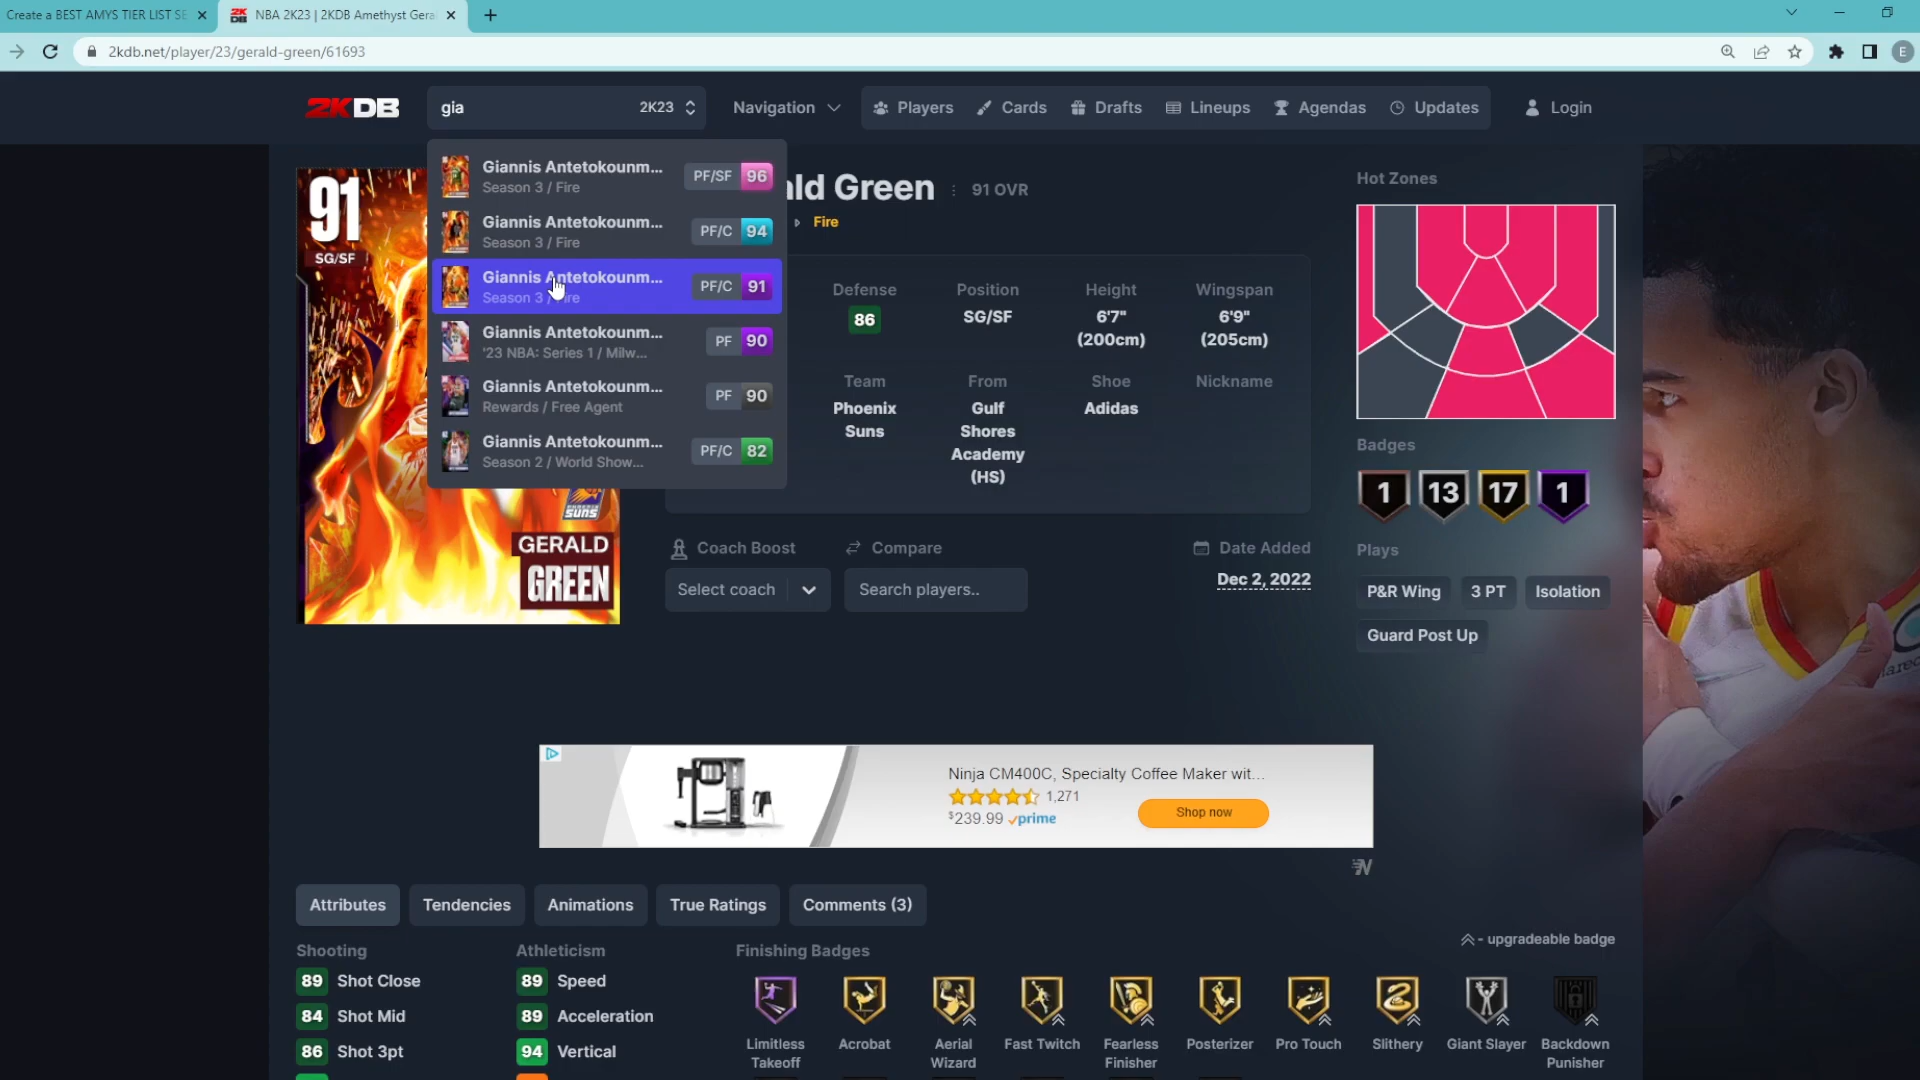 Create a BEST AMYS TIER LIST SE
NBA 2K23 | 2KDB Amethyst Gera
2kdb.net/player/23/gerald-green/61693
E
2KDB
gia
2K23
Navigation
Players
Cards
Drafts
Lineups
Agendas
Updates
Login
Giannis Antetokounm...
Season 3 / Fire
PF/SF 96
Giannis Antetokounm...
Season 3 / Fire
PF/C 94
Giannis Antetokounm...
Season 3 / Fire
PF/C 91
Giannis Antetokounm...
'23 NBA: Series 1 / Milw...
PF 90
Giannis Antetokounm...
Rewards / Free Agent
PF 90
Giannis Antetokounm...
Season 2 / World Show...
PF/C 82
91
SG/SF
SUNS
GERALD
GREEN
ld Green : 91 OVR
Fire
Defense
86
Position
SG/SF
Height
6'7"
(200cm)
Wingspan
6'9"
(205cm)
Team
Phoenix
Suns
From
Gulf
Shores
Academy
(HS)
Shoe
Adidas
Nickname
Coach Boost
Select coach
Compare
Search players..
Date Added
Dec 2, 2022
Hot Zones
Badges
1 13 17 1
Plays
P&R Wing
3 PT
Isolation
Guard Post Up
Ninja CM400C, Specialty Coffee Maker wit...
1,271
$239.99 prime
Shop now
Attributes
Tendencies
Animations
True Ratings
Comments (3)
- upgradeable badge
Shooting
89 Shot Close
84 Shot Mid
86 Shot 3pt
Athleticism
89 Speed
89 Acceleration
94 Vertical
Finishing Badges
Limitless
Takeoff
Acrobat
Aerial
Wizard
Fast Twitch
Fearless
Finisher
Posterizer
Pro Touch
Slithery
Giant Slayer
Backdown
Punisher